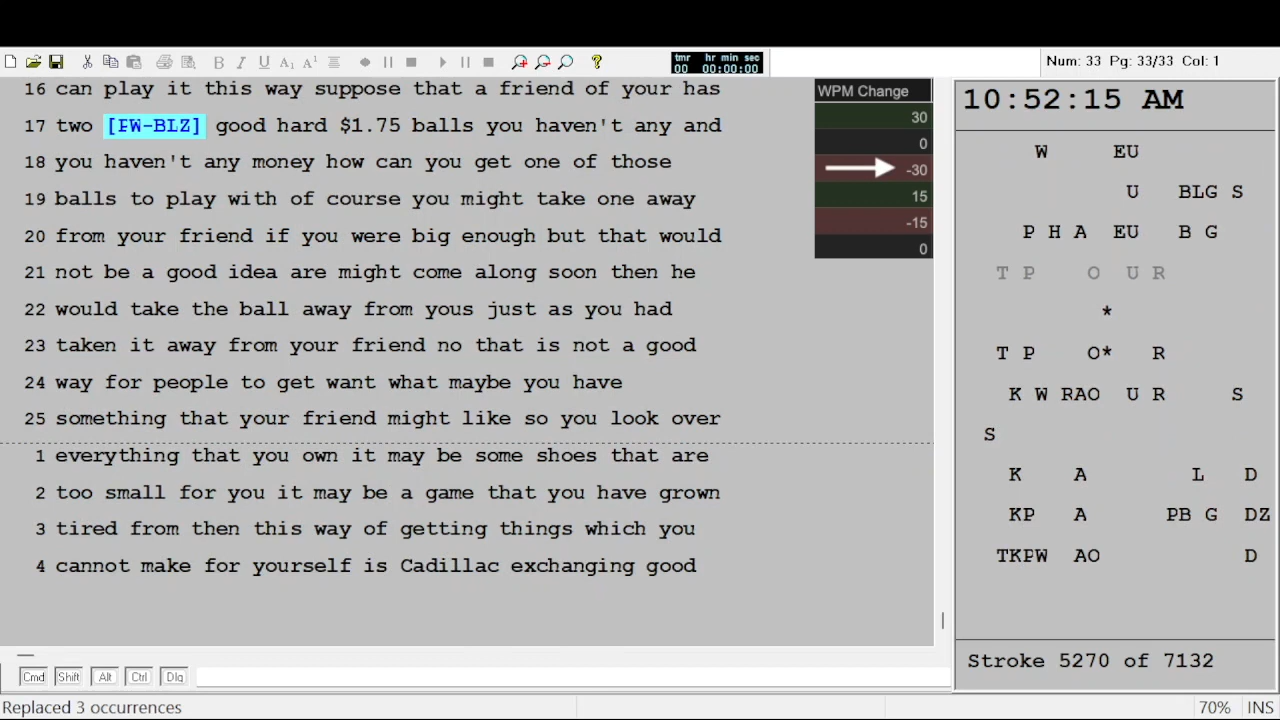 B I U A₁ A¹
tmr hr min sec
00 00:00:00
Num: 33 Pg: 33/33 Col: 1
16 can play it this way suppose that a friend of your has
17 two [PW-BLZ] good hard $1.75 balls you haven't any and
18 you haven't any money how can you get one of those
19 balls to play with of course you might take one away
20 from your friend if you were big enough but that would
21 not be a good idea are might come along soon then he
22 would take the ball away from yous just as you had
23 taken it away from your friend no that is not a good
24 way for people to get want what maybe you have
25 something that your friend might like so you look over
1 everything that you own it may be some shoes that are
2 too small for you it may be a game that you have grown
3 tired from then this way of getting things which you
4 cannot make for yourself is Cadillac exchanging good
WPM Change
30
0
-30
15
-15
0
10:52:15 AM
W EU
U BLG S
P H A EU B G
T P O U R
*
T P O* R
K W RAO U R S
S
K A L D
KP A PB G DZ
TKPW AO D
Stroke 5270 of 7132
Cmd Shift Alt Ctrl Dlg
Replaced 3 occurrences
70% INS